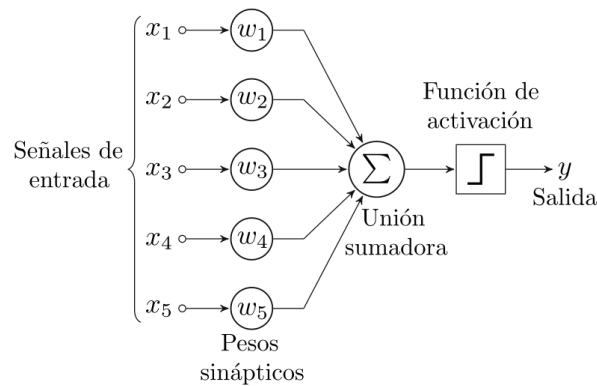 x₁ w₁
x₂ w₂
Función de
activación
Señales de
entrada
x₃ w₃ Σ y
Salida
Unión
sumadora
x₄ w₄
x₅ w₅
Pesos
sinápticos